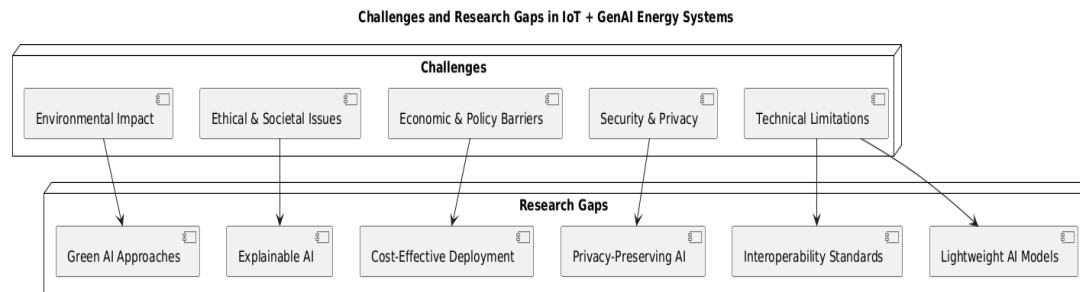 Challenges and Research Gaps in IoT + GenAI Energy Systems
Challenges
Environmental Impact
Ethical & Societal Issues
Economic & Policy Barriers
Security & Privacy
Technical Limitations
Research Gaps
Green AI Approaches
Explainable AI
Cost-Effective Deployment
Privacy-Preserving AI
Interoperability Standards
Lightweight AI Models